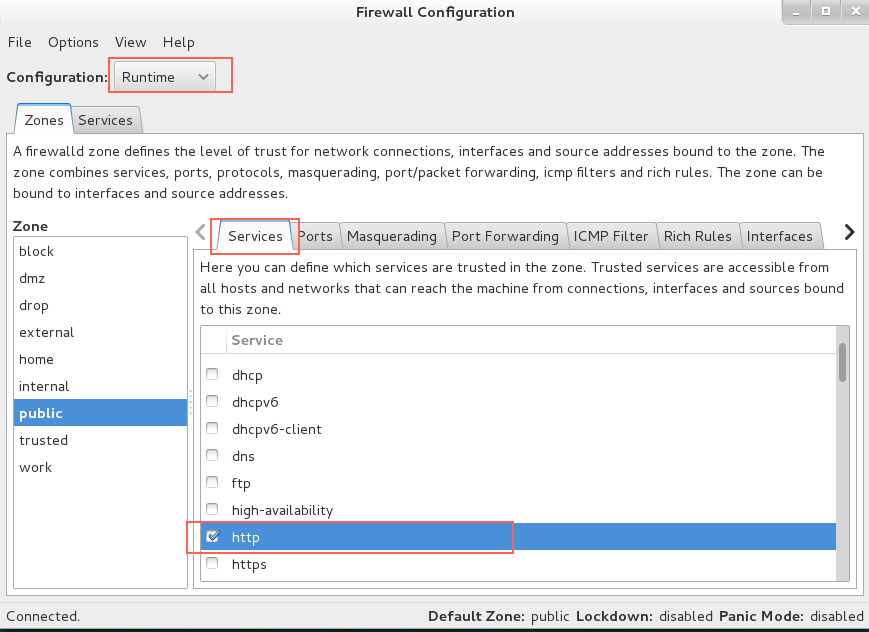 Firewall Configuration
File Options View Help
Configuration: Runtime
Zones Services
A firewalld zone defines the level of trust for network connections, interfaces and source addresses bound to the zone. The
zone combines services, ports, protocols, masquerading, port/packet forwarding, icmp filters and rich rules. The zone can be
bound to interfaces and source addresses.
Zone
block
dmz
drop
external
home
internal
public
trusted
work
Services Ports Masquerading Port Forwarding ICMP Filter Rich Rules Interfaces
Here you can define which services are trusted in the zone. Trusted services are accessible from
all hosts and networks that can reach the machine from connections, interfaces and sources bound
to this zone.
Service
dhcp
dhcpv6
dhcpv6-client
dns
ftp
high-availability
http
https
Connected. Default Zone: public Lockdown: disabled Panic Mode: disabled